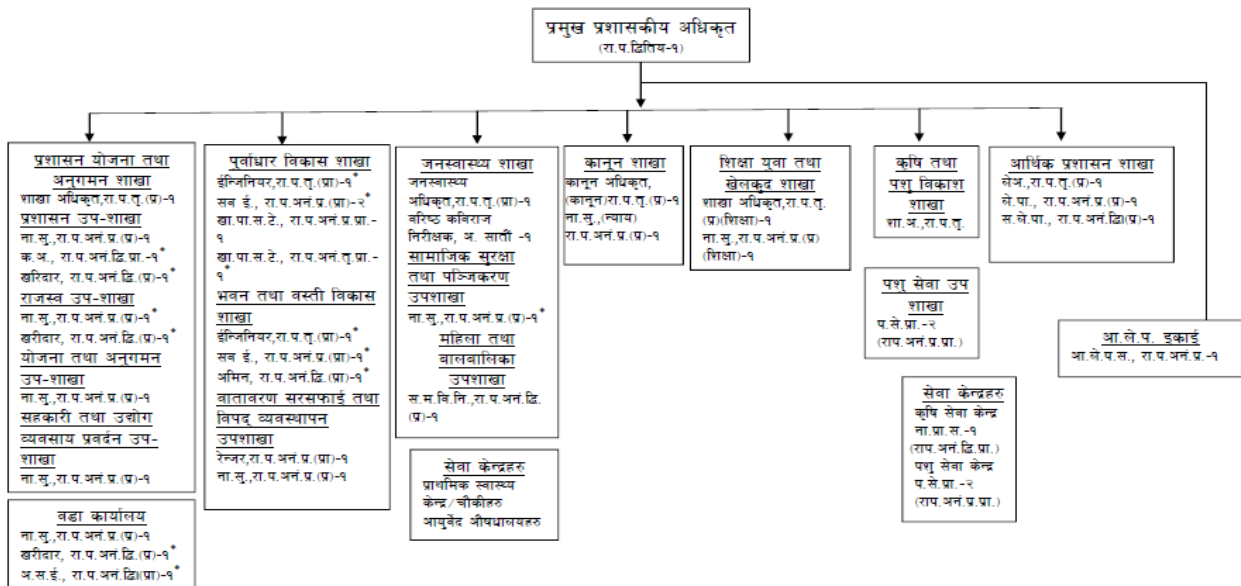 प्रमुख प्रशासकीय अधिकृत
(रा.प.द्वितिय-१)
प्रशासन योजना तथा
अनुगमन शाखा
शाखा अधिकृत,रा.प.तृ.(प्र)-१
प्रशासन उप-शाखा
ना.सु.,रा.प.अनं.प्र.(प्र)-१
क.अ., रा.प.अनं.द्वि.प्रा.-१*
खरिदार, रा.प.अनं.द्वि.(प्र)-१*
राजस्व उप-शाखा
ना.सु.,रा.प.अनं.प्र.(प्र)-१*
खरीदार, रा.प.अनं.द्वि.(प्र)-१*
योजना तथा अनुगमन
उप-शाखा
ना.सु.,रा.प.अनं.प्र.(प्र)-१
सहकारी तथा उद्योग
व्यवसाय प्रवर्दन उप-
शाखा
ना.सु.,रा.प.अनं.प्र.(प्र)-१
वडा कार्यालय
ना.सु.,रा.प.अनं.प्र.(प्र)-१
खरीदार, रा.प.अनं.द्वि.(प्र)-१*
अ.स.ई., रा.प.अनं.द्वि(प्रा)-१*
पुर्वाधार विकास शाखा
ईन्जिनियर,रा.प.तृ.(प्रा)-१*
सब ई., रा.प.अनं.प्र.(प्रा)-२*
खा.पा.स.टे., रा.प.अनं.प्र.प्रा.-
१
खा.पा.स.टे., रा.प.अनं.तृ.प्रा.-
१*
भवन तथा वस्ती विकास
शाखा
ईन्जिनियर,रा.प.तृ.(प्रा)-१*
सब ई., रा.प.अनं.प्र.(प्रा)-१*
अमिन, रा.प.अनं.द्वि.(प्रा)-१*
वातावरण सरसफाई तथा
विपद् व्यवस्थापन
उपशाखा
रेन्जर,रा.प.अनं.प्र.(प्रा)-१
ना.सु.,रा.प.अनं.प्र.(प्र)-१
जनस्वास्थ्य शाखा
जनस्वास्थ्य
अधिकृत,रा.प.तृ.(प्रा)-१
वरिष्ठ कविराज
निरीक्षक, अ. सातौं -१
सामाजिक सुरक्षा
तथा पञ्जिकरण
उपशाखा
ना.सु.,रा.प.अनं.प्र.(प्र)-१*
महिला तथा
बालबालिका
उपशाखा
स.म.वि.नि.,रा.प.अनं.द्वि.
(प्र)-१
सेवा केन्द्रहरु
प्राथमिक स्वास्थ्य
केन्द्र/चौकीहरु
आयुर्वेद औषधालयहरु
कानून शाखा
कानून अधिकृत,
(कानून)रा.प.तृ.(प्र)-१
ना.सु.,(न्याय)
रा.प.अनं.प्र.(प्र)-१
शिक्षा युवा तथा
खेलकुद शाखा
शाखा अधिकृत,रा.प.तृ.
(प्र)(शिक्षा)-१
ना.सु.,रा.प.अनं.प्र.(प्र)
(शिक्षा)-१
कृषि तथा
पशु विकाश
शाखा
शा.अ.,रा.प.तृ.
पशु सेवा उप
शाखा
प.से.प्रा.-२
(राप.अनं.प्र.प्रा.)
सेवा केन्द्रहरु
कृषि सेवा केन्द्र
ना.प्रा.स.-१
(राप.अनं.द्वि.प्रा.)
पशु सेवा केन्द्र
प.से.प्रा.-२
(राप.अनं.प्र.प्रा.)
आर्थिक प्रशासन शाखा
लेअ.,रा.प.तृ.(प्र)-१
ले.पा., रा.प.अनं.प्र.(प्र)-१
स.ले.पा., रा.प.अनं.द्वि(प्र)-१
आ.ले.प. इकाई
आ.ले.प.स., रा.प.अनं.प्र.-१